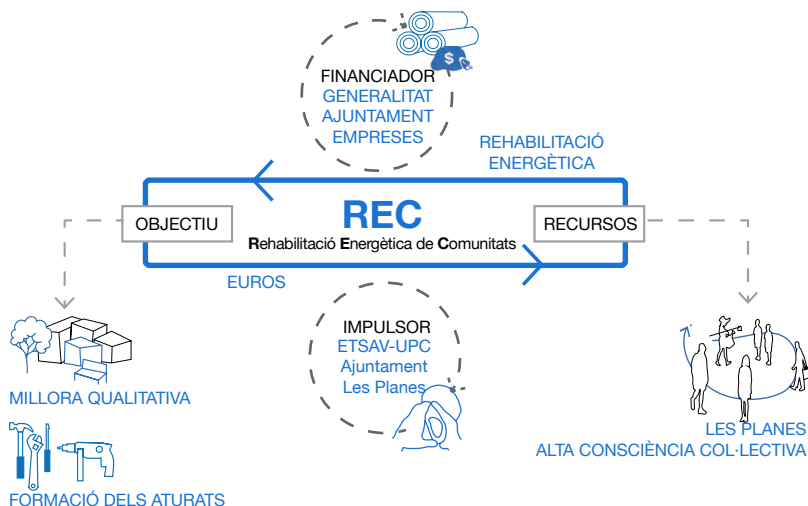 $
FINANCIADOR
GENERALITAT
AJUNTAMENT
EMPRESES
REHABILITACIÓ
ENERGÈTICA
OBJECTIU
REC
Rehabilitació Energètica de Comunitats
RECURSOS
EUROS
IMPULSOR
ETSAV-UPC
Ajuntament
Les Planes
MILLORA QUALITATIVA
FORMACIÓ DELS ATURATS
LES PLANES
ALTA CONSCIÈNCIA COL·LECTIVA